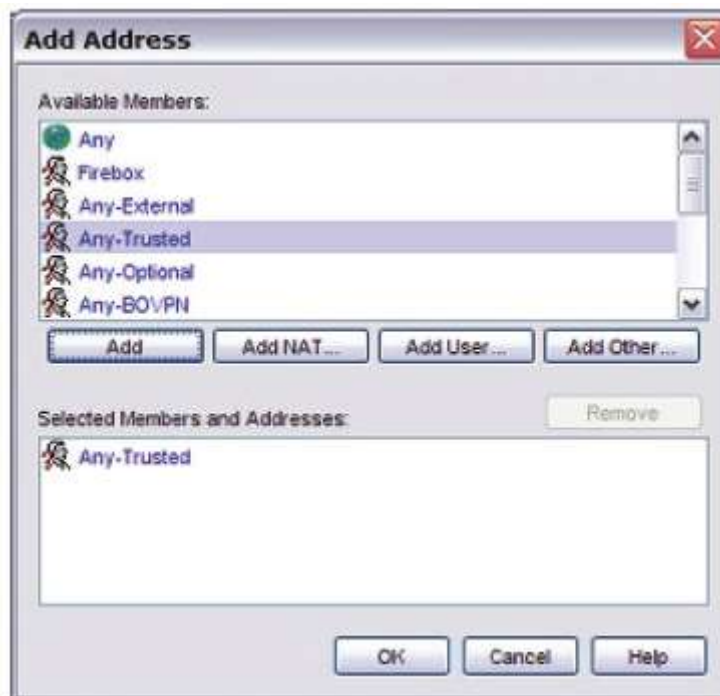 Add Address
Available Members:
Any
Firebox
Any-External
Any-Trusted
Any-Optional
Any-BOVPN
Add Add NAT... Add User... Add Other...
Selected Members and Addresses: Remove
Any-Trusted
OK Cancel Help